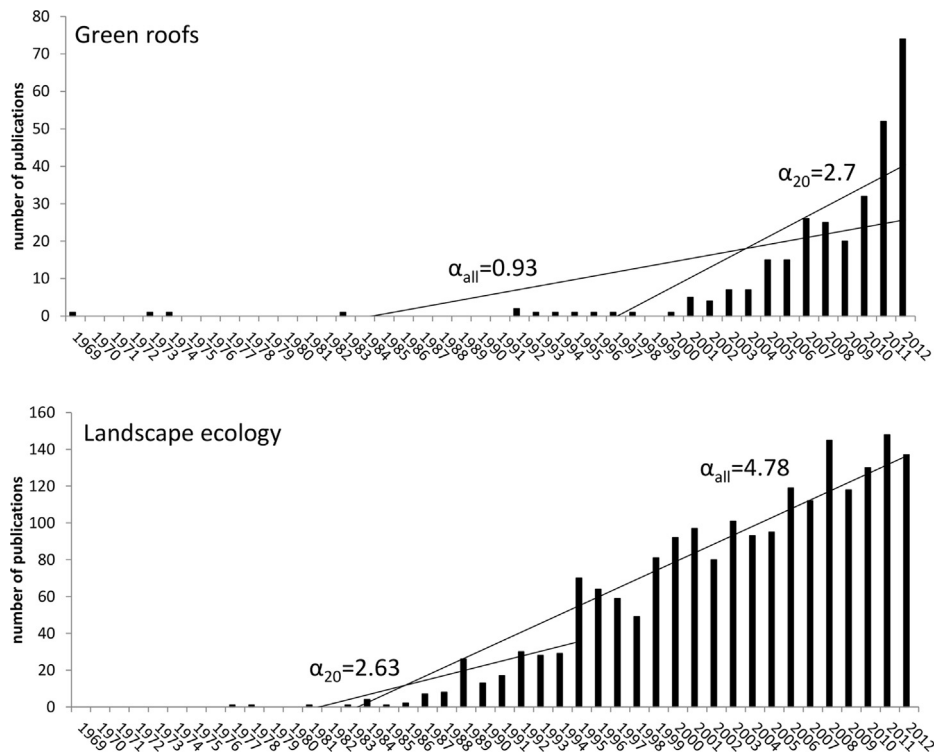 Green roofs
number of publications
80
70
60
50
40
30
20
10
0
α20=2.7
αall=0.93
1969 1970 1971 1972 1973 1974 1975 1976 1977 1978 1979 1980 1981 1982 1983 1984 1985 1986 1987 1988 1989 1990 1991 1992 1993 1994 1995 1996 1997 1998 1999 2000 2001 2002 2003 2004 2005 2006 2007 2008 2009 2010 2011 2012
Landscape ecology
number of publications
160
140
120
100
80
60
40
20
0
αall=4.78
α20=2.63
1969 1970 1971 1972 1973 1974 1975 1976 1977 1978 1979 1980 1981 1982 1983 1984 1985 1986 1987 1988 1989 1990 1991 1992 1993 1994 1995 1996 1997 1998 1999 2000 2001 2002 2003 2004 2005 2006 2007 2008 2009 2010 2011 2012